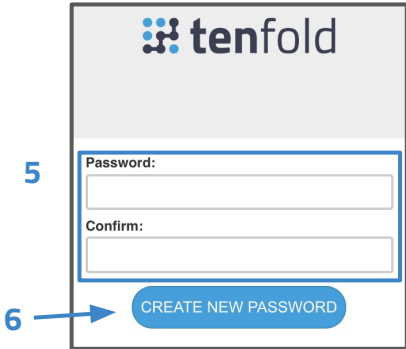 tenfold
5
Password:
Confirm:
6
CREATE NEW PASSWORD